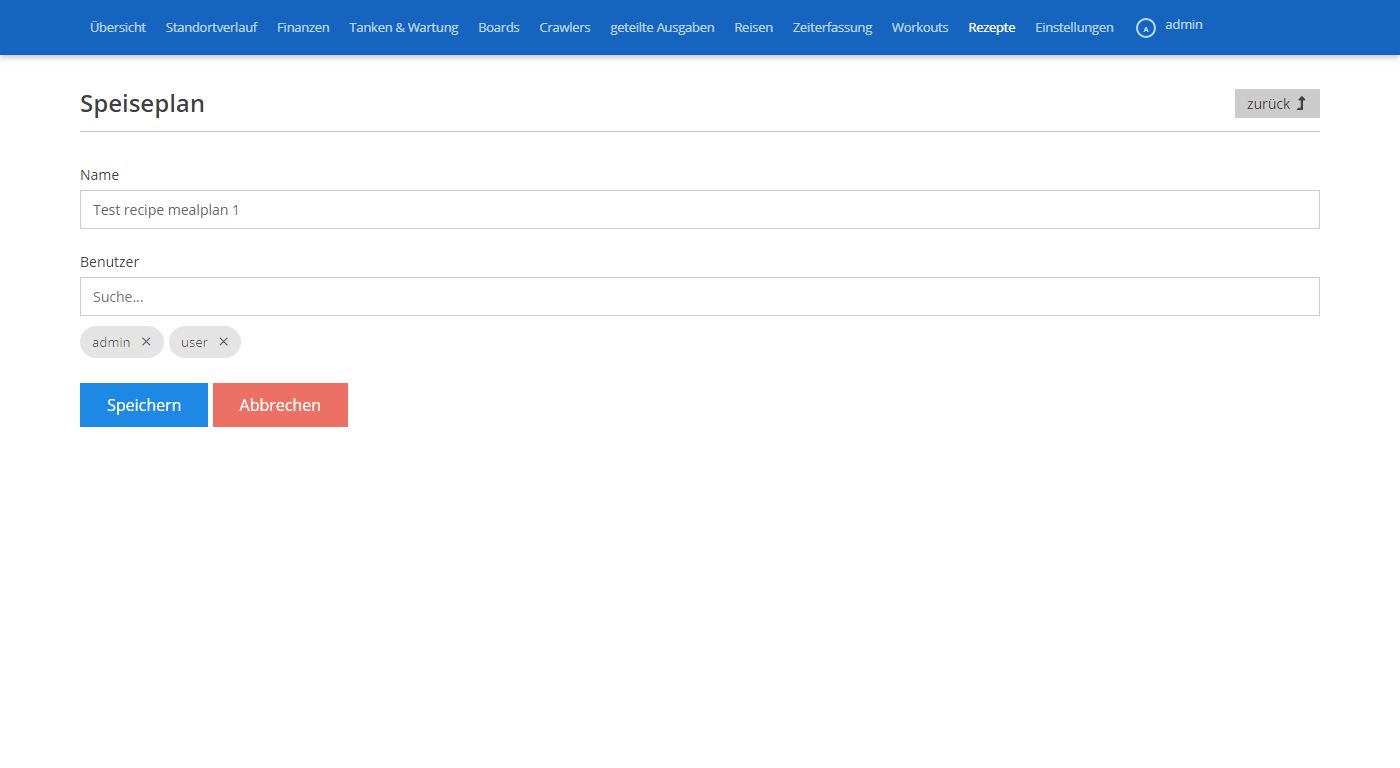 Übersicht Standortverlauf Finanzen Tanken & Wartung Boards Crawlers geteilte Ausgaben Reisen Zeiterfassung Workouts Rezepte Einstellungen A admin
Speiseplan zurück
Name
Test recipe mealplan 1
Benutzer
Suche...
admin × user ×
Speichern Abbrechen